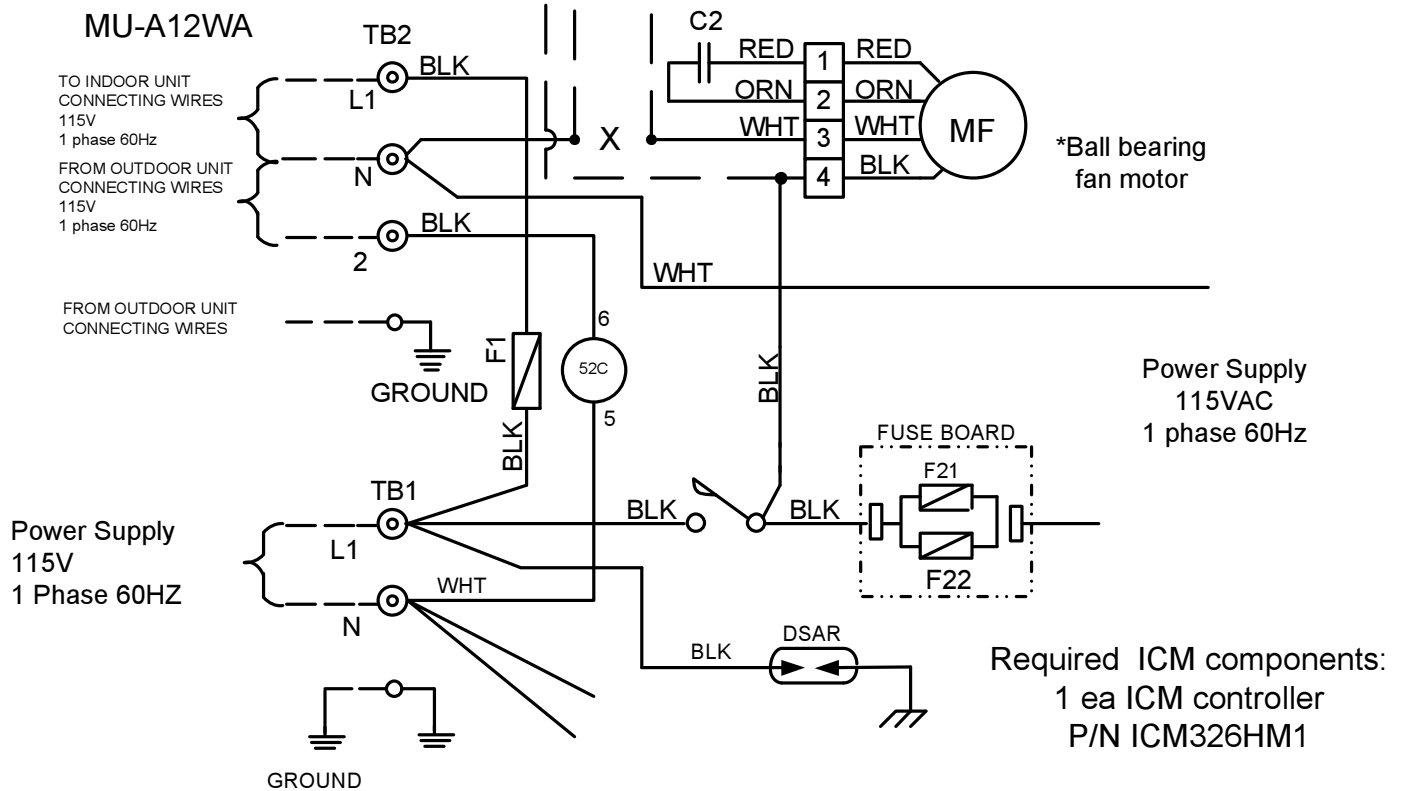 MU-A12WA
TB2
C2
TO INDOOR UNIT
CONNECTING WIRES
115V
1 phase 60Hz
L1
BLK
RED
1
RED
ORN
2
ORN
WHT
3
WHT
4
BLK
MF
X
*Ball bearing
fan motor
FROM OUTDOOR UNIT
CONNECTING WIRES
115V
1 phase 60Hz
N
BLK
2
WHT
FROM OUTDOOR UNIT
CONNECTING WIRES
GROUND
F1
6
52C
5
BLK
BLK
Power Supply
115VAC
1 phase 60Hz
FUSE BOARD
F21
F22
TB1
L1
BLK
BLK
Power Supply
115V
1 Phase 60HZ
WHT
N
BLK
DSAR
GROUND
Required ICM components:
1 ea ICM controller
P/N ICM326HM1